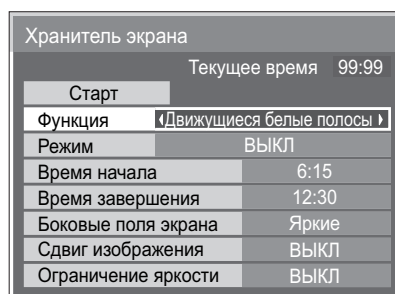 Хранитель экрана
Текущее время 99:99
Старт
Функция Движущиеся белые полосы
Режим ВЫКЛ
Время начала 6:15
Время завершения 12:30
Боковые поля экрана Яркие
Сдвиг изображения ВЫКЛ
Ограничение яркости ВЫКЛ